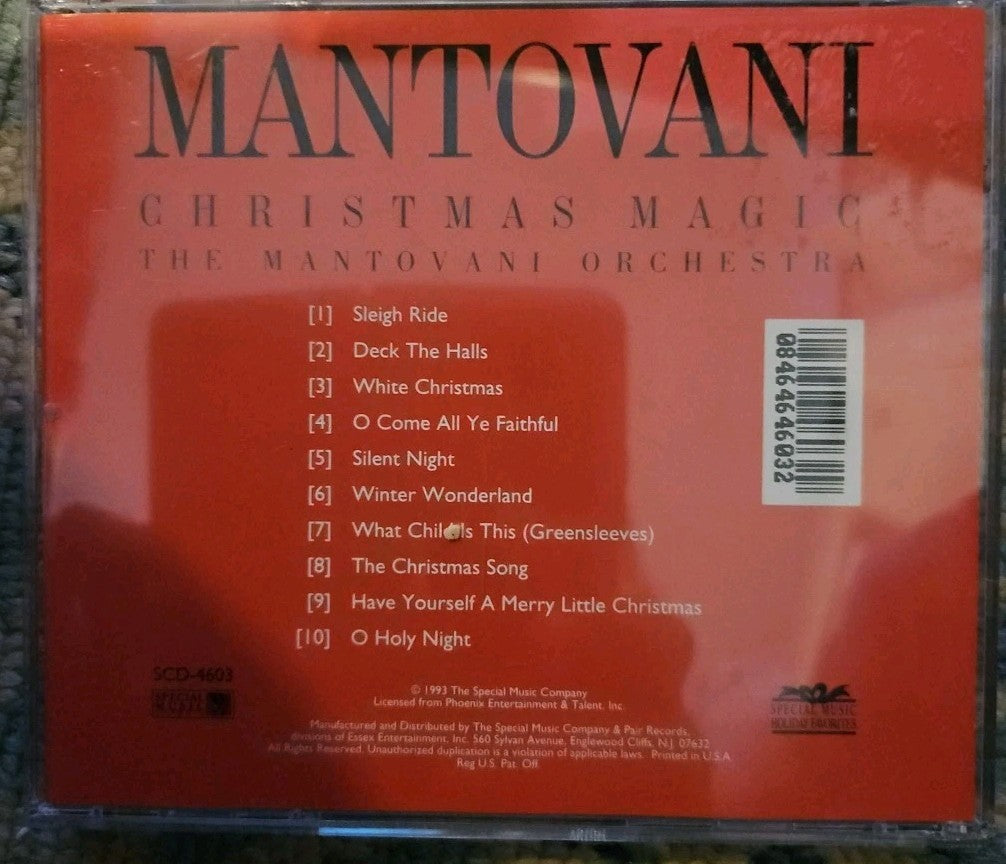 MANTOVANI
CHRISTMAS MAGIC
THE MANTOVANI ORCHESTRA
[1] Sleigh Ride
[2] Deck The Halls
[3] White Christmas
[4] O Come All Ye Faithful
[5] Silent Night
[6] Winter Wonderland
[7] What Child Is This (Greensleeves)
[8] The Christmas Song
[9] Have Yourself A Merry Little Christmas
[10] O Holy Night
08464646032
SCD-4603
SPECIAL
MUSIC
© 1993 The Special Music Company
Licensed from Phoenix Entertainment & Talent, Inc.
Manufactured and Distributed by The Special Music Company & Pair Records,
divisions of Essex Entertainment, Inc. 560 Sylvan Avenue, Englewood Cliffs, N.J. 07632
All Rights Reserved. Unauthorized duplication is a violation of applicable laws. Printed in U.S.A.
Reg U.S. Pat. Off.
SPECIAL MUSIC
HOLIDAY FAVORITES